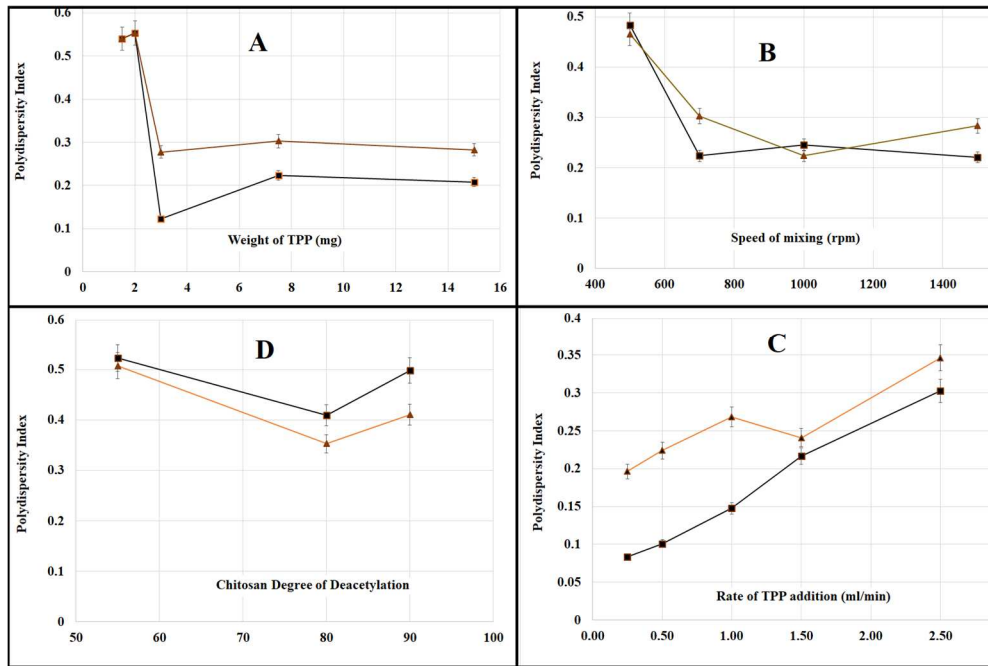 A
Polydispersity Index
0.6
0.5
0.4
0.3
0.2
0.1
0
Weight of TPP (mg)
0 2 4 6 8 10 12 14 16
B
Polydispersity Index
0.5
0.4
0.3
0.2
0.1
0
Speed of mixing (rpm)
400 600 800 1000 1200 1400
D
Polydispersity Index
0.6
0.5
0.4
0.3
0.2
0.1
0
Chitosan Degree of Deacetylation
50 60 70 80 90 100
C
Polydispersity Index
0.4
0.35
0.3
0.25
0.2
0.15
0.1
0.05
0
Rate of TPP addition (ml/min)
0.00 0.50 1.00 1.50 2.00 2.50